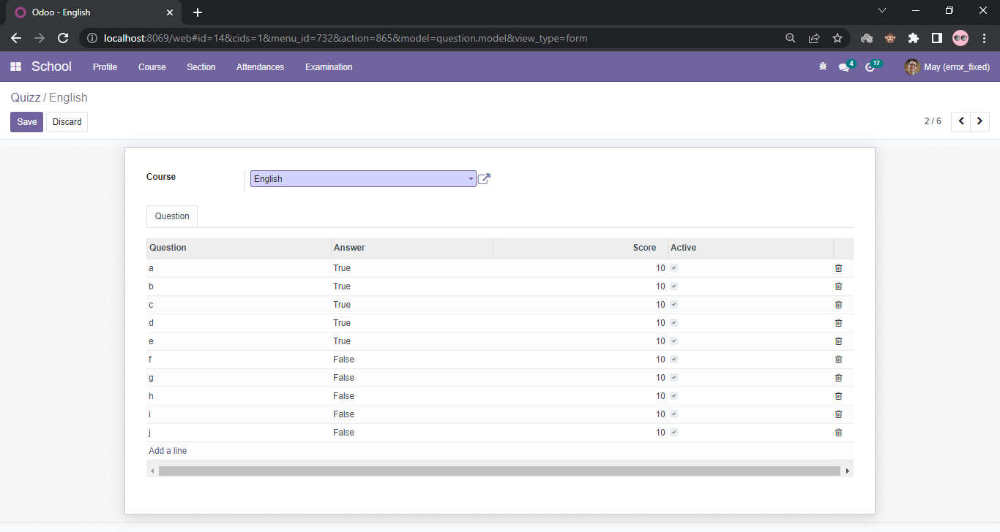 Odoo - English
localhost:8069/web#id=14&cids=1&menu_id=732&action=865&model=question.model&view_type=form
School Profile Course Section Attendances Examination 4 17 May (error_fixed)
Quizz / English
Save Discard 2 / 6
Course English
Question
Question Answer Score Active
a True 10
b True 10
c True 10
d True 10
e True 10
f False 10
g False 10
h False 10
i False 10
j False 10
Add a line